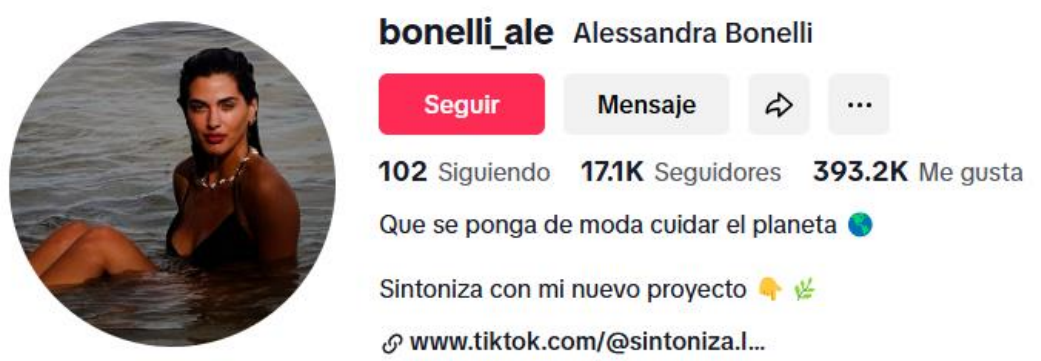 bonelli_ale Alessandra Bonelli
Seguir Mensaje
102 Siguiendo 17.1K Seguidores 393.2K Me gusta
Que se ponga de moda cuidar el planeta 🌎
Sintoniza con mi nuevo proyecto 👇 🌿
www.tiktok.com/@sintoniza.l...